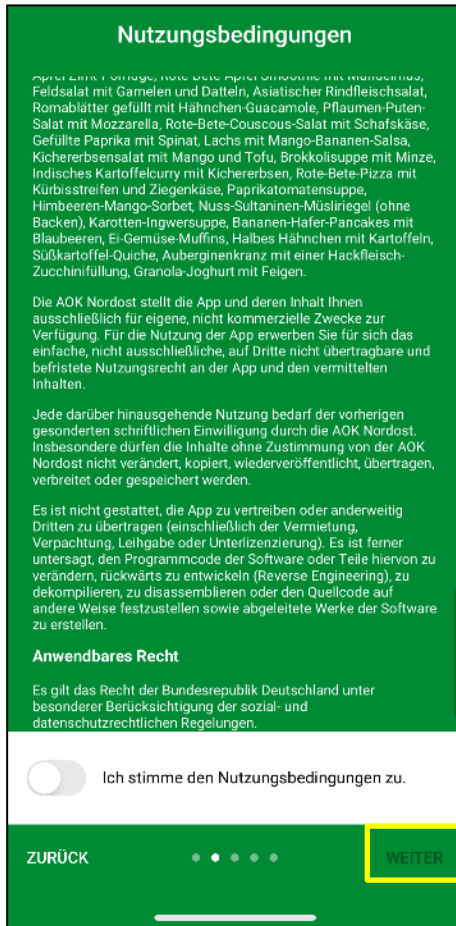 Nutzungsbedingungen
Apfel-Zimt-Porridge, Rote-Bete-Apfel-Smoothie mit Mandelmus,
Feldsalat mit Garnelen und Datteln, Asiatischer Rindfleischsalat,
Romablätter gefüllt mit Hähnchen-Guacamole, Pflaumen-Puten-
Salat mit Mozzarella, Rote-Bete-Couscous-Salat mit Schafskäse,
Gefüllte Paprika mit Spinat, Lachs mit Mango-Bananen-Salsa,
Kichererbsensalat mit Mango und Tofu, Brokkolisuppe mit Minze,
Indisches Kartoffelcurry mit Kichererbsen, Rote-Bete-Pizza mit
Kürbisstreifen und Ziegenkäse, Paprikatomatensuppe,
Himbeeren-Mango-Sorbet, Nuss-Sultaninen-Müsliriegel (ohne
Backen), Karotten-Ingwersuppe, Bananen-Hafer-Pancakes mit
Blaubeeren, Ei-Gemüse-Muffins, Halbes Hähnchen mit Kartoffeln,
Süßkartoffel-Quiche, Auberginenkranz mit einer Hackfleisch-
Zucchinifüllung, Granola-Joghurt mit Feigen.
Die AOK Nordost stellt die App und deren Inhalt Ihnen
ausschließlich für eigene, nicht kommerzielle Zwecke zur
Verfügung. Für die Nutzung der App erwerben Sie für sich das
einfache, nicht ausschließliche, auf Dritte nicht übertragbare und
befristete Nutzungsrecht an der App und den vermittelten
Inhalten.
Jede darüber hinausgehende Nutzung bedarf der vorherigen
gesonderten schriftlichen Einwilligung durch die AOK Nordost.
Insbesondere dürfen die Inhalte ohne Zustimmung von der AOK
Nordost nicht verändert, kopiert, wiederveröffentlicht, übertragen,
verbreitet oder gespeichert werden.
Es ist nicht gestattet, die App zu vertreiben oder anderweitig
Dritten zu übertragen (einschließlich der Vermietung,
Verpachtung, Leihgabe oder Unterlizenzierung). Es ist ferner
untersagt, den Programmcode der Software oder Teile hiervon zu
verändern, rückwärts zu entwickeln (Reverse Engineering), zu
dekompilieren, zu disassemblieren oder den Quellcode auf
andere Weise festzustellen sowie abgeleitete Werke der Software
zu erstellen.
Anwendbares Recht
Es gilt das Recht der Bundesrepublik Deutschland unter
besonderer Berücksichtigung der sozial- und
datenschutzrechtlichen Regelungen.
Ich stimme den Nutzungsbedingungen zu.
ZURÜCK
WEITER